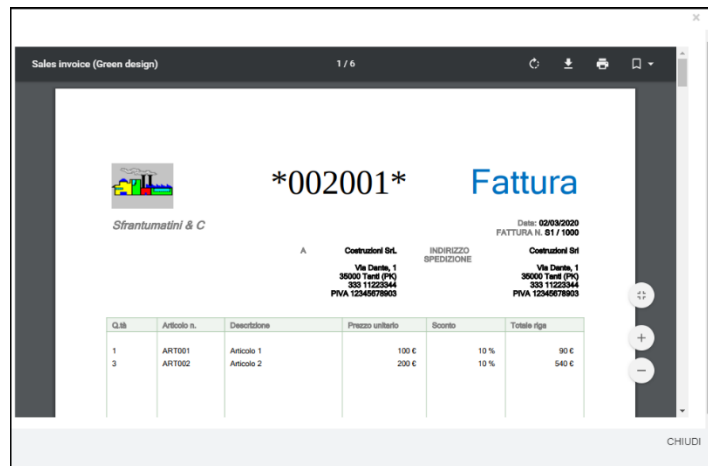 ×
Sales invoice (Green design) 1 / 6
*002001* Fattura
Sfrantumatini & C
Data: 02/03/2020
FATTURA N. S1 / 1000
A Costruzioni SrL INDIRIZZO SPEDIZIONE Costruzioni Srl
Via Dante, 1 Via Dante, 1
35000 Tanti (PK) 35000 Tanti (PK)
333 11223344 333 11223344
PIVA 12345678903 PIVA 12345678903
Q.tà Articolo n. Descrizione Prezzo unitario Sconto Totale riga
1 ART001 Articolo 1 100 € 10 % 90 €
3 ART002 Articolo 2 200 € 10 % 540 €
CHIUDI